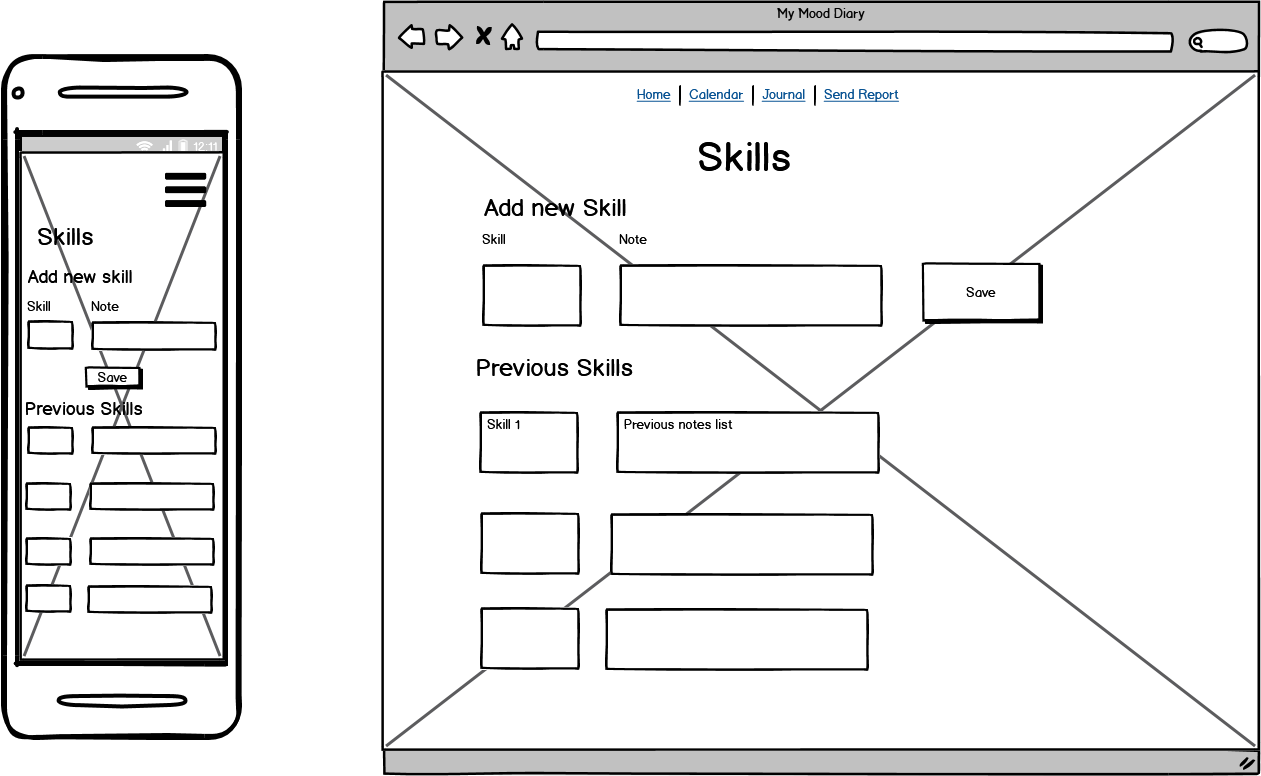 12:11
Skills
Add new skill
Skill Note
Save
Previous Skills
My Mood Diary
Home | Calendar | Journal | Send Report
Skills
Add new Skill
Skill Note
Save
Previous Skills
Skill 1 Previous notes list